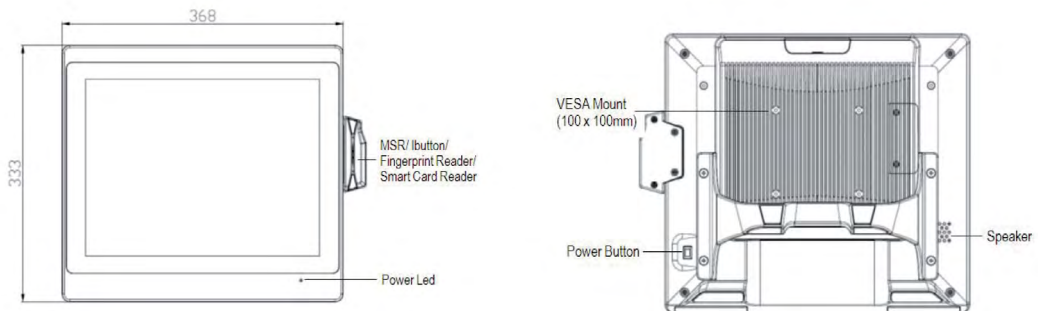 368
333
MSR/ Ibutton/
Fingerprint Reader/
Smart Card Reader
Power Led
VESA Mount
(100 x 100mm)
Power Button
Speaker